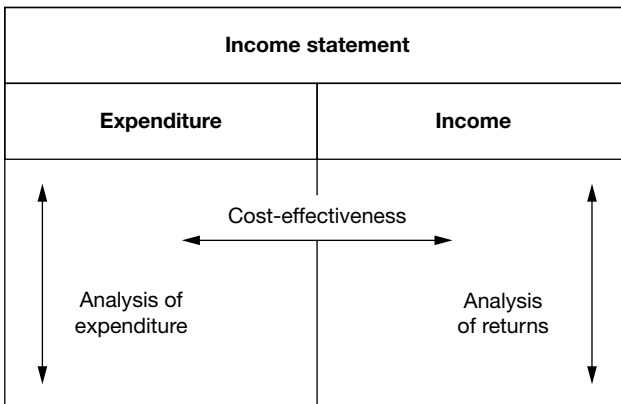 Income statement
Expenditure
Income
Cost-effectiveness
Analysis of
expenditure
Analysis
of returns